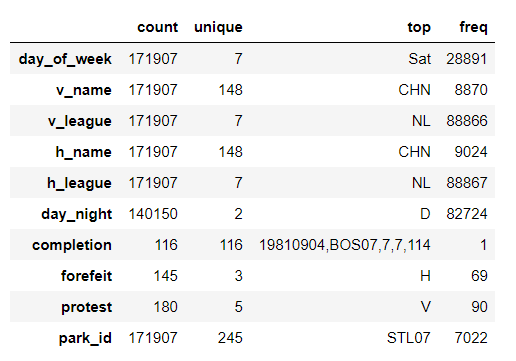 count unique top freq
day_of_week 171907 7 Sat 28891
v_name 171907 148 CHN 8870
v_league 171907 7 NL 88866
h_name 171907 148 CHN 9024
h_league 171907 7 NL 88867
day_night 140150 2 D 82724
completion 116 116 19810904,BOS07,7,7,114 1
forefeit 145 3 H 69
protest 180 5 V 90
park_id 171907 245 STL07 7022